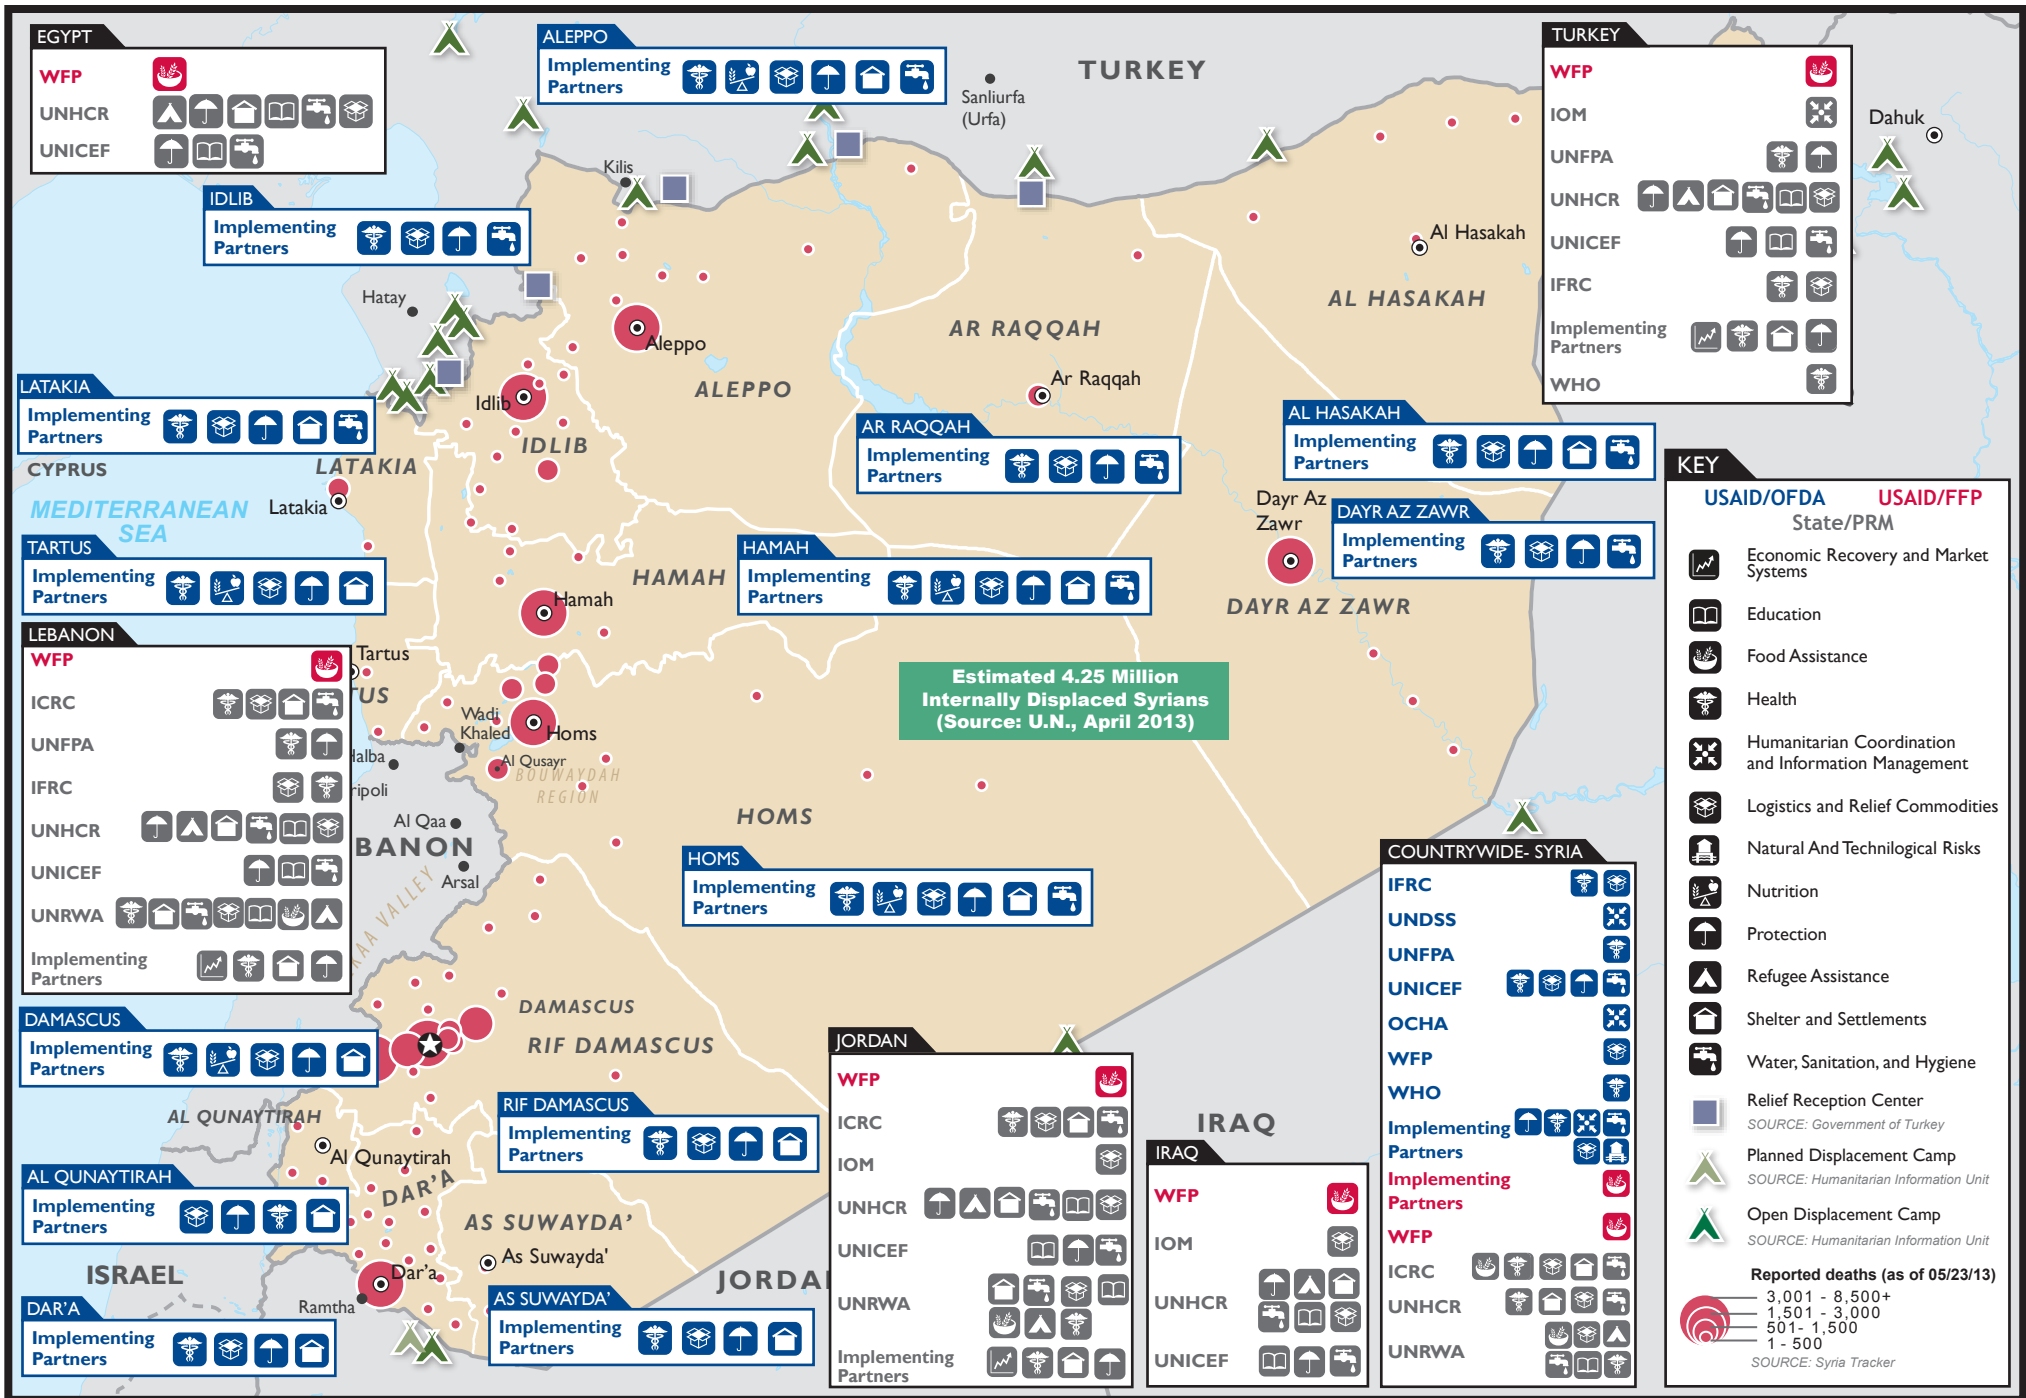 EGYPT
WFP
UNHCR
UNICEF
ALEPPO
Implementing
Partners
TURKEY
Sanliurfa
(Urfa)
TURKEY
WFP
IOM
UNFPA
UNHCR
UNICEF
IFRC
Implementing
Partners
WHO
Dahuk
IDLIB
Implementing
Partners
Kilis
Hatay
Al Hasakah
AL HASAKAH
AR RAQQAH
Aleppo
ALEPPO
Ar Raqqah
LATAKIA
Implementing
Partners
Idlib
IDLIB
CYPRUS
LATAKIA
Latakia
MEDITERRANEAN
SEA
AR RAQQAH
Implementing
Partners
AL HASAKAH
Implementing
Partners
Dayr Az
Zawr
DAYR AZ ZAWR
Implementing
Partners
DAYR AZ ZAWR
TARTUS
Implementing
Partners
HAMAH
HAMAH
Implementing
Partners
Hamah
LEBANON
WFP
ICRC
UNFPA
IFRC
UNHCR
UNICEF
UNRWA
Implementing
Partners
Tartus
TUS
Wadi
Khaled
Homs
Halba
ripoli
Al Qusayr
BOUWAYDAH
REGION
Al Qaa
BANON
Arsal
KAA VALLEY
Estimated 4.25 Million
Internally Displaced Syrians
(Source: U.N., April 2013)
HOMS
HOMS
Implementing
Partners
DAMASCUS
Implementing
Partners
DAMASCUS
RIF DAMASCUS
RIF DAMASCUS
Implementing
Partners
AL QUNAYTIRAH
Al Qunaytirah
AL QUNAYTIRAH
Implementing
Partners
DAR'A
AS SUWAYDA'
As Suwayda'
Dar'a
Ramtha
ISRAEL
DAR'A
Implementing
Partners
AS SUWAYDA'
Implementing
Partners
JORDA
JORDAN
WFP
ICRC
IOM
UNHCR
UNICEF
UNRWA
Implementing
Partners
IRAQ
IRAQ
WFP
IOM
UNHCR
UNICEF
COUNTRYWIDE- SYRIA
IFRC
UNDSS
UNFPA
UNICEF
OCHA
WFP
WHO
Implementing
Partners
Implementing
Partners
WFP
ICRC
UNHCR
UNRWA
KEY
USAID/OFDA USAID/FFP
State/PRM
Economic Recovery and Market
Systems
Education
Food Assistance
Health
Humanitarian Coordination
and Information Management
Logistics and Relief Commodities
Natural And Technilogical Risks
Nutrition
Protection
Refugee Assistance
Shelter and Settlements
Water, Sanitation, and Hygiene
Relief Reception Center
SOURCE: Government of Turkey
Planned Displacement Camp
SOURCE: Humanitarian Information Unit
Open Displacement Camp
SOURCE: Humanitarian Information Unit
Reported deaths (as of 05/23/13)
3,001 - 8,500+
1,501 - 3,000
501- 1,500
1 - 500
SOURCE: Syria Tracker